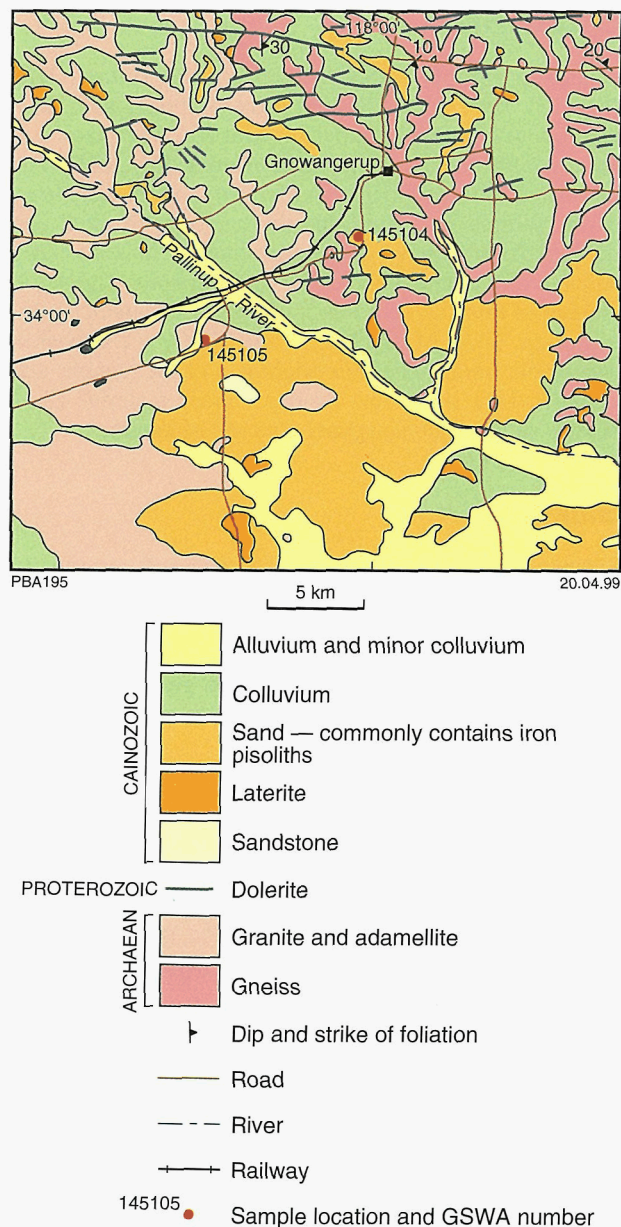 118°00'
30
10
20
Gnowangerup
145104
Pallinup River
34°00'
145105
PBA195
20.04.99
5 km
CAINOZOIC
Alluvium and minor colluvium
Colluvium
Sand — commonly contains iron
pisoliths
Laterite
Sandstone
PROTEROZOIC
Dolerite
ARCHAEAN
Granite and adamellite
Gneiss
Dip and strike of foliation
Road
River
Railway
145105
Sample location and GSWA number